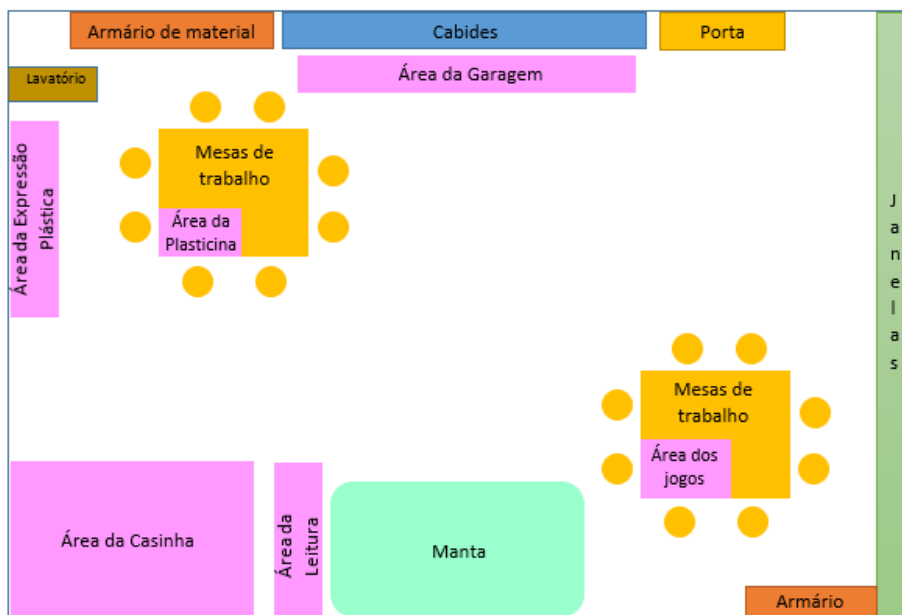 Armário de material
Cabides
Porta
Área da Garagem
Lavatório
Mesas de
trabalho
Área da
Plasticina
Área da Expressão
Plástica
Janelas
Mesas de
trabalho
Área dos
jogos
Área da Casinha
Área da
Leitura
Manta
Armário